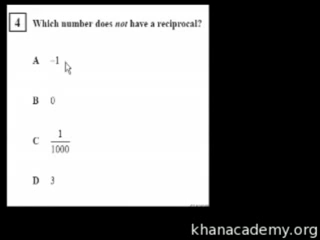 4 Which number does not have a reciprocal?
A -1
B 0
C 1/1000
D 3
khanacademy.org